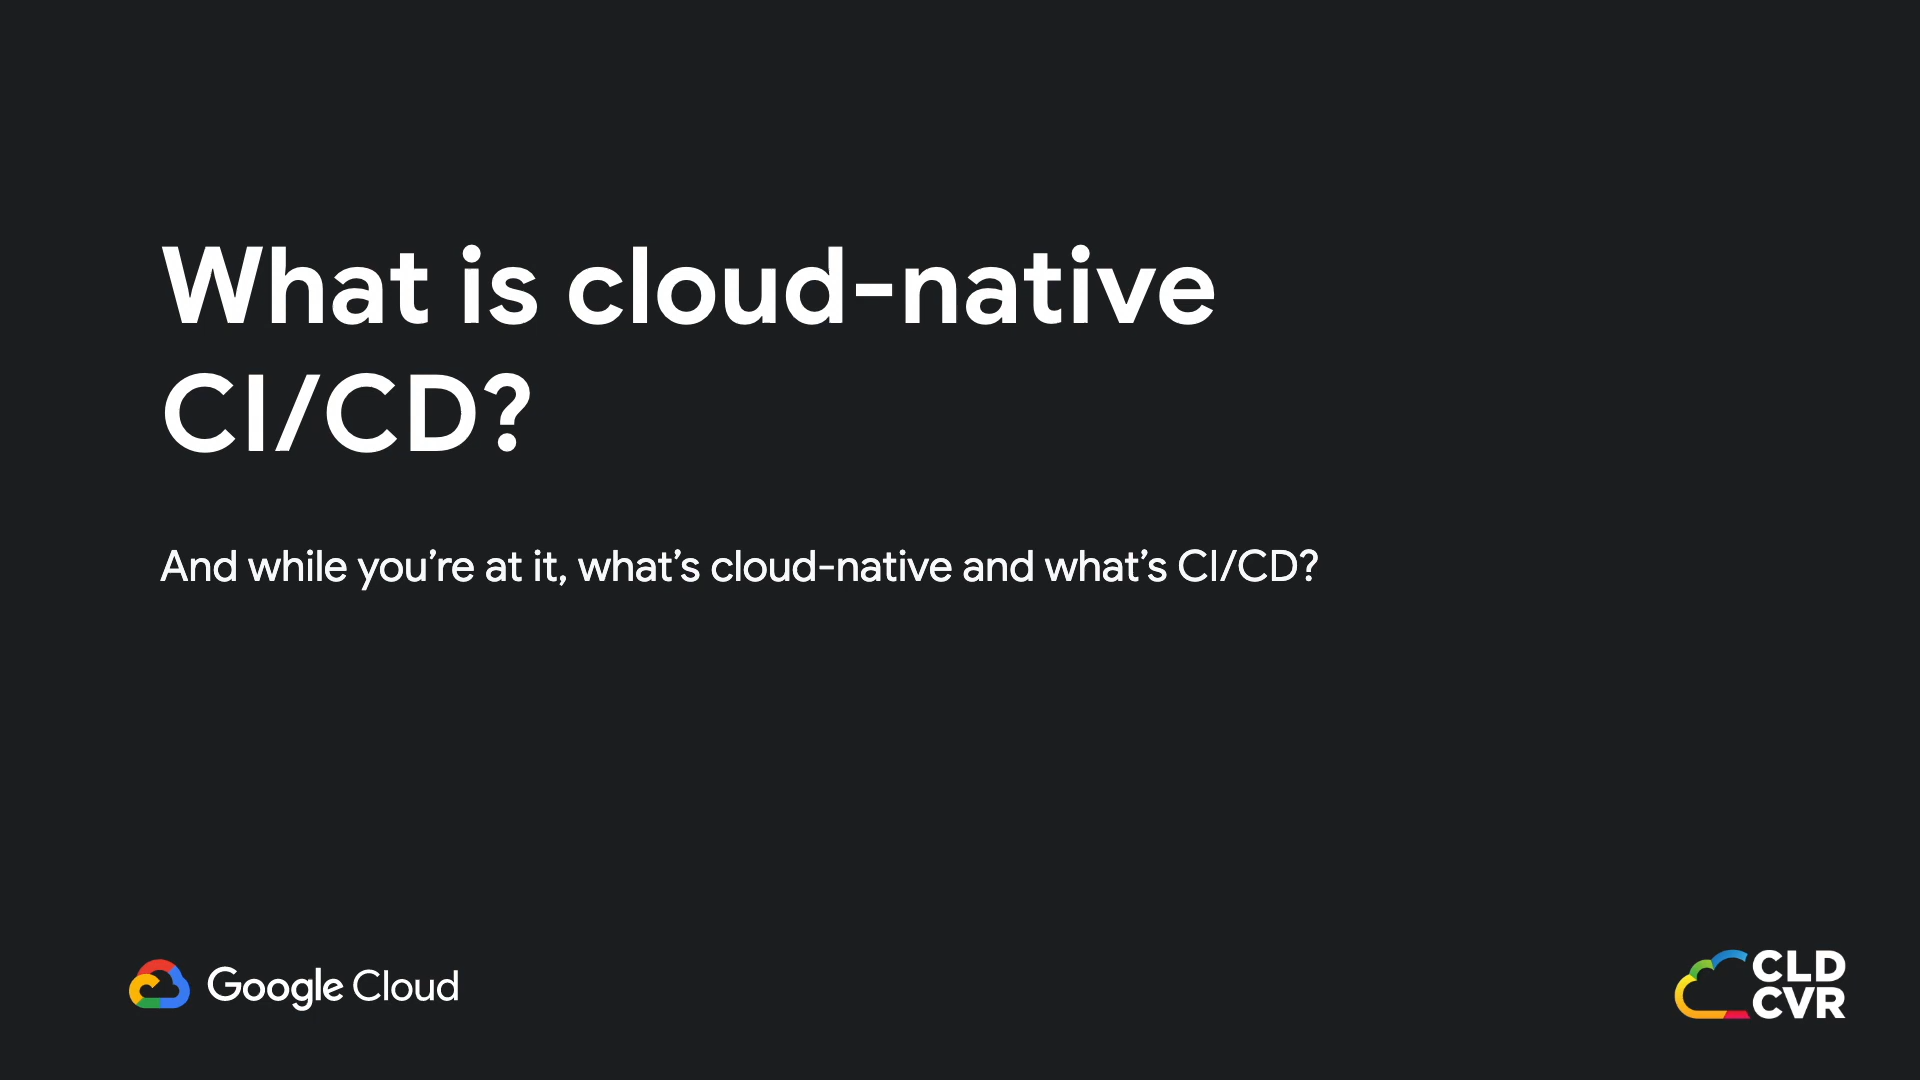 What is cloud-native
CI/CD?
And while you’re at it, what’s cloud-native and what’s CI/CD?
Google Cloud
CLD
CVR